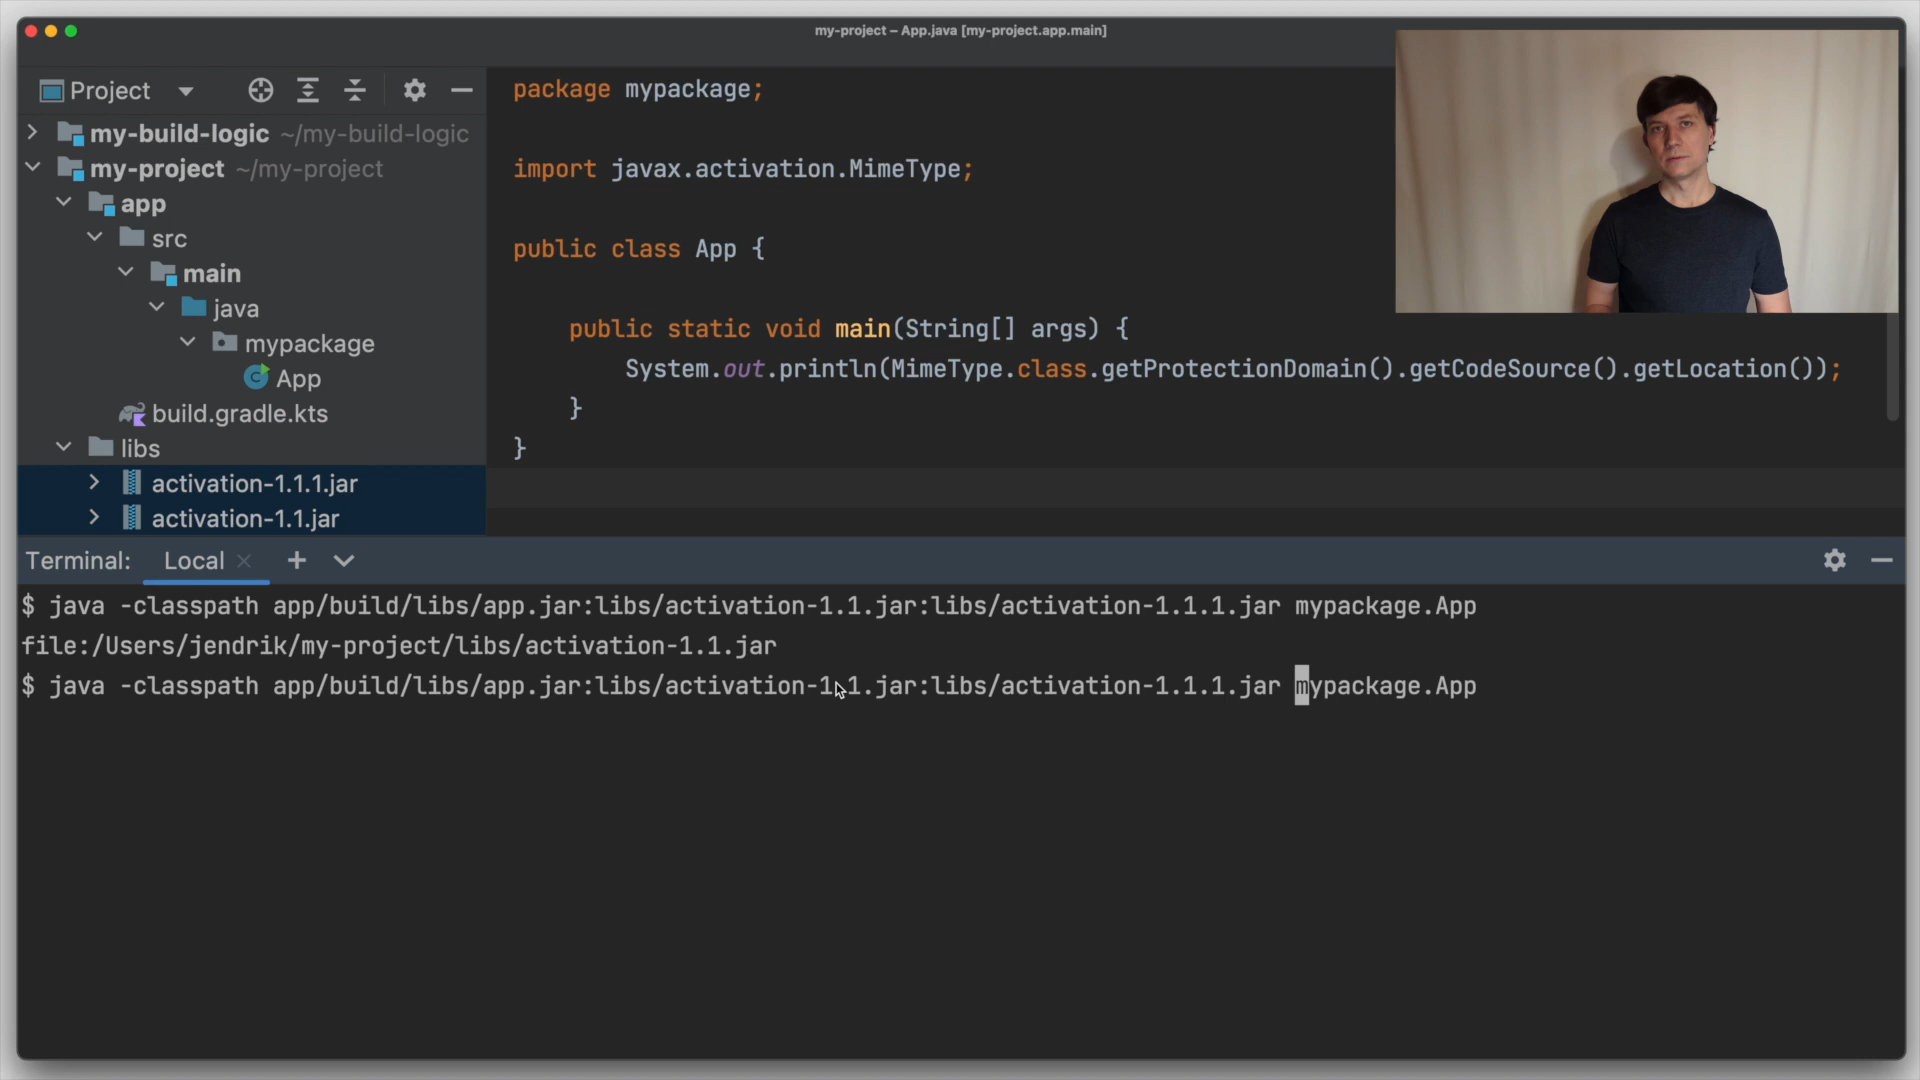 my-project – App.java [my-project.app.main]
Project
my-build-logic ~/my-build-logic
my-project ~/my-project
app
src
main
java
mypackage
App
build.gradle.kts
libs
activation-1.1.1.jar
activation-1.1.jar
package mypackage;
import javax.activation.MimeType;
public class App {
public static void main(String[] args) {
System.out.println(MimeType.class.getProtectionDomain().getCodeSource().getLocation());
}
}
Terminal: Local
$ java -classpath app/build/libs/app.jar:libs/activation-1.1.jar:libs/activation-1.1.1.jar mypackage.App
file:/Users/jendrik/my-project/libs/activation-1.1.jar
$ java -classpath app/build/libs/app.jar:libs/activation-1.1.jar:libs/activation-1.1.1.jar mypackage.App